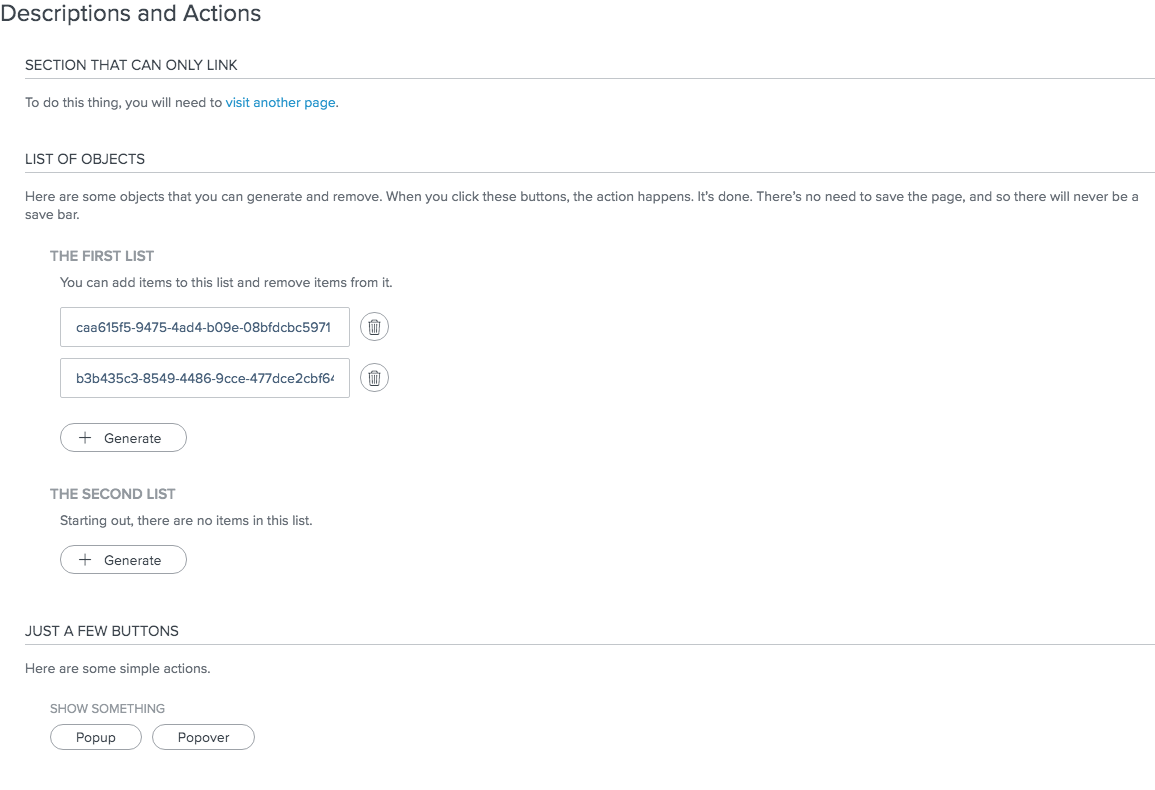 Descriptions and Actions
SECTION THAT CAN ONLY LINK
To do this thing, you will need to visit another page.
LIST OF OBJECTS
Here are some objects that you can generate and remove. When you click these buttons, the action happens. It's done. There's no need to save the page, and so there will never be a
save bar.
THE FIRST LIST
You can add items to this list and remove items from it.
caa615f5-9475-4ad4-b09e-08bfdcbc5971
b3b435c3-8549-4486-9cce-477dce2cbf64
Generate
THE SECOND LIST
Starting out, there are no items in this list.
Generate
JUST A FEW BUTTONS
Here are some simple actions.
SHOW SOMETHING
Popup Popover